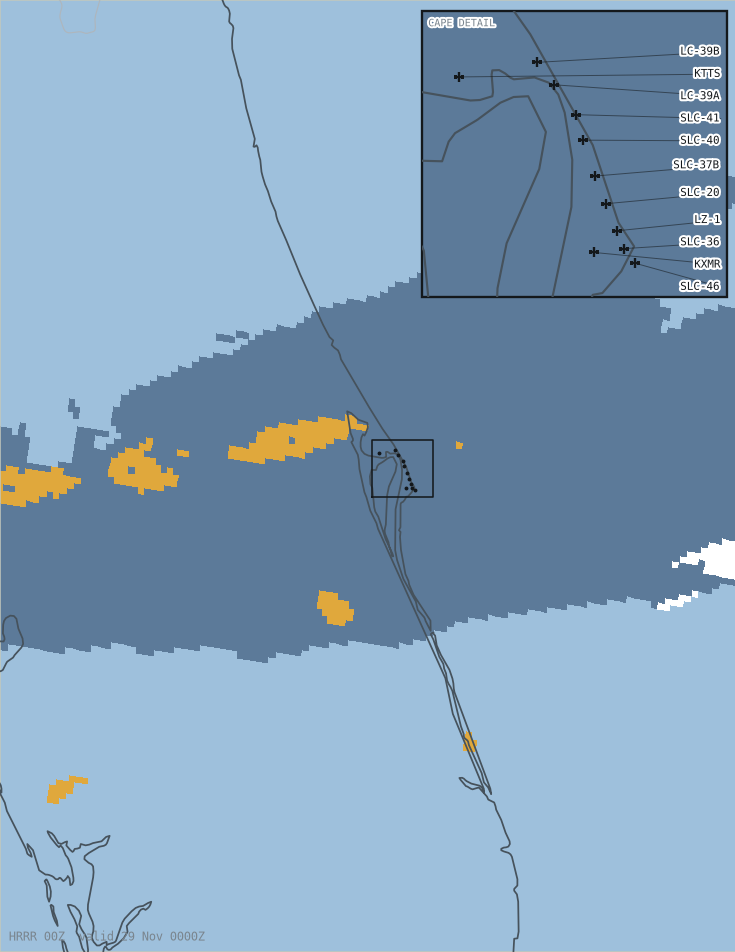 CAPE DETAIL
LC-39B
KTTS
LC-39A
SLC-41
SLC-40
SLC-37B
SLC-20
LZ-1
SLC-36
KXMR
SLC-46
HRRR 00Z valid 29 Nov 0000Z